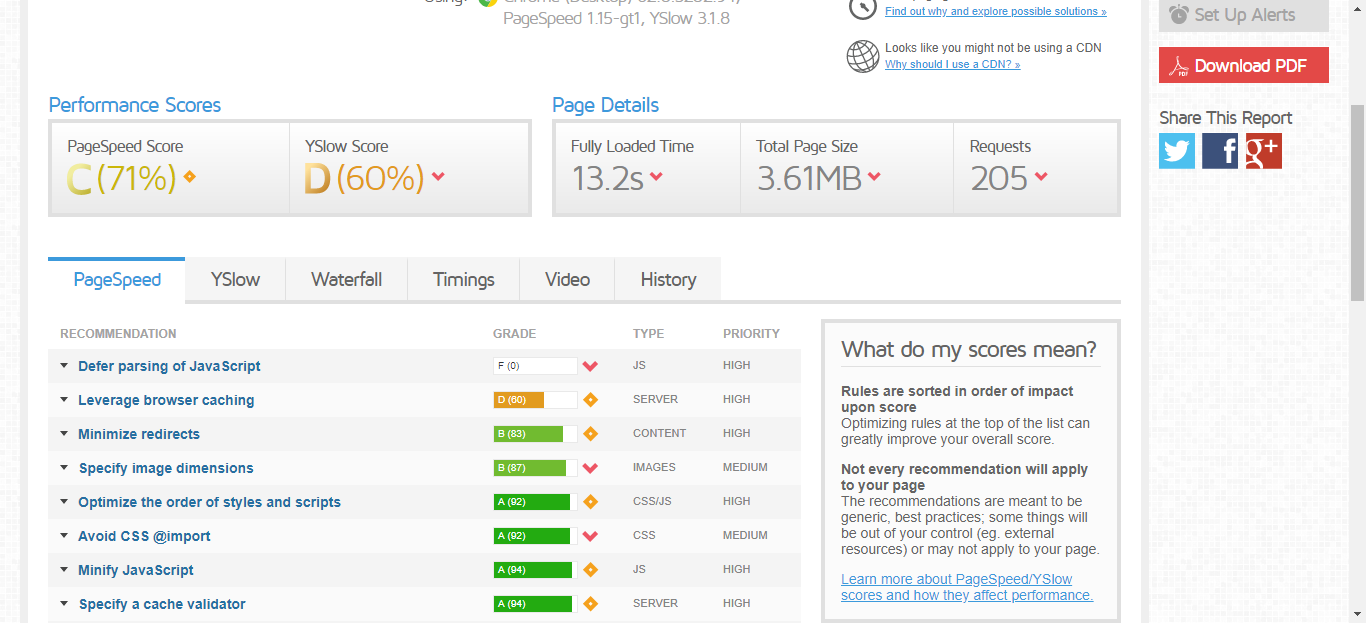 PageSpeed 1.15-gt1, YSlow 3.1.8
Find out why and explore possible solutions »
Looks like you might not be using a CDN
Why should I use a CDN? »
Set Up Alerts
Download PDF
Share This Report
Performance Scores
PageSpeed Score
C (71%)
YSlow Score
D (60%)
Page Details
Fully Loaded Time
13.2s
Total Page Size
3.61MB
Requests
205
PageSpeed
YSlow
Waterfall
Timings
Video
History
RECOMMENDATION GRADE TYPE PRIORITY
Defer parsing of JavaScript F (0) JS HIGH
Leverage browser caching D (60) SERVER HIGH
Minimize redirects B (83) CONTENT HIGH
Specify image dimensions B (87) IMAGES MEDIUM
Optimize the order of styles and scripts A (92) CSS/JS HIGH
Avoid CSS @import A (92) CSS MEDIUM
Minify JavaScript A (94) JS HIGH
Specify a cache validator A (94) SERVER HIGH
What do my scores mean?
Rules are sorted in order of impact
upon score
Optimizing rules at the top of the list can
greatly improve your overall score.
Not every recommendation will apply
to your page
The recommendations are meant to be
generic, best practices; some things will
be out of your control (eg. external
resources) or may not apply to your page.
Learn more about PageSpeed/YSlow
scores and how they affect performance.